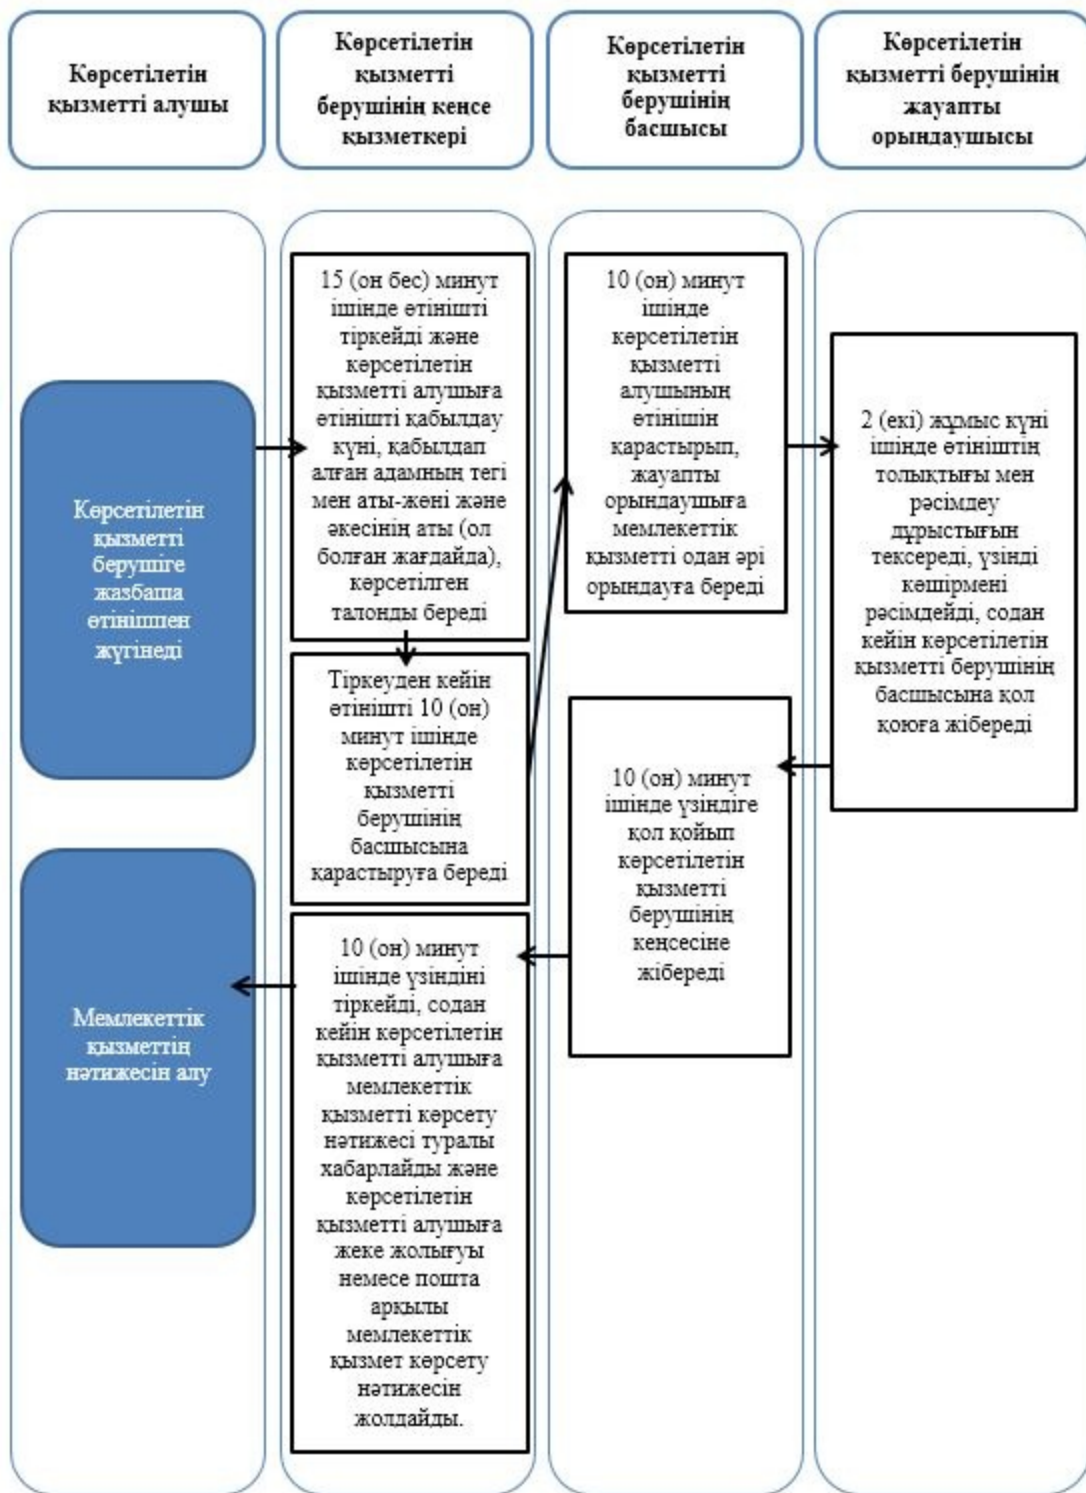 Көрсетілетін
қызметті алушы
Көрсетілетін
қызметті
берушінің кеңсе
қызметкері
Көрсетілетін
қызметті
берушінің
басшысы
Көрсетілетін
қызметті берушінің
жауапты
орындаушысы
Көрсетілетін
қызметті
берушіге
жазбаша
өтінішпен
жүгінеді
15 (он бес) минут
ішінде өтінішті
тіркейді және
көрсетілетін
қызметті алушыға
өтінішті қабылдау
күні, қабылдап
алған адамның тегі
мен аты-жөні және
әкесінің аты (ол
болған жағдайда),
көрсетілген
талонды береді
Тіркеуден кейін
өтінішті 10 (он)
минут ішінде
көрсетілетін
қызметті
берушінің
басшысына
қарастыруға береді
10 (он) минут
ішінде
көрсетілетін
қызметті
алушының
өтінішін
қарастырып,
жауапты
орындаушыға
мемлекеттік
қызметті одан әрі
орындауға береді
2 (екі) жұмыс күні
ішінде өтініштің
толықтығы мен
рәсімдеу
дұрыстығын
тексереді, үзінді
көшірмені
рәсімдейді, содан
кейін көрсетілетін
қызметті берушінің
басшысына қол
қоюға жібереді
10 (он) минут
ішінде үзіндіге
қол қойып
көрсетілетін
қызметті
берушінің
кеңсесіне
жібереді
10 (он) минут
ішінде үзіндіні
тіркейді, содан
кейін көрсетілетін
қызметті алушыға
мемлекеттік
қызметті көрсету
нәтижесі туралы
хабарлайды және
көрсетілетін
қызметті алушыға
жеке жолығуы
немесе пошта
арқылы
мемлекеттік
қызмет көрсету
нәтижесін
жолдайды.
Мемлекеттік
қызметтің
нәтижесін алу